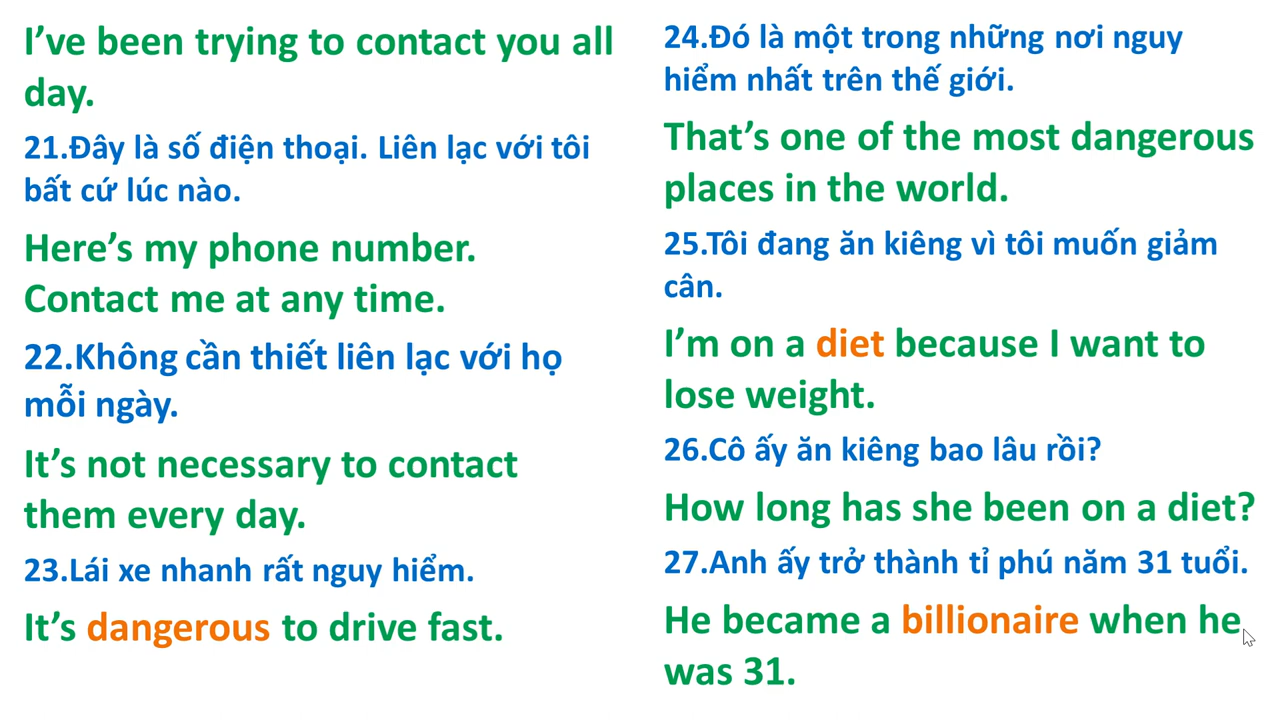 I’ve been trying to contact you all
day.
21.Đây là số điện thoại. Liên lạc với tôi
bất cứ lúc nào.
Here’s my phone number.
Contact me at any time.
22.Không cần thiết liên lạc với họ
mỗi ngày.
It’s not necessary to contact
them every day.
23.Lái xe nhanh rất nguy hiểm.
It’s dangerous to drive fast.
24.Đó là một trong những nơi nguy
hiểm nhất trên thế giới.
That’s one of the most dangerous
places in the world.
25.Tôi đang ăn kiêng vì tôi muốn giảm
cân.
I’m on a diet because I want to
lose weight.
26.Cô ấy ăn kiêng bao lâu rồi?
How long has she been on a diet?
27.Anh ấy trở thành tỉ phú năm 31 tuổi.
He became a billionaire when he
was 31.